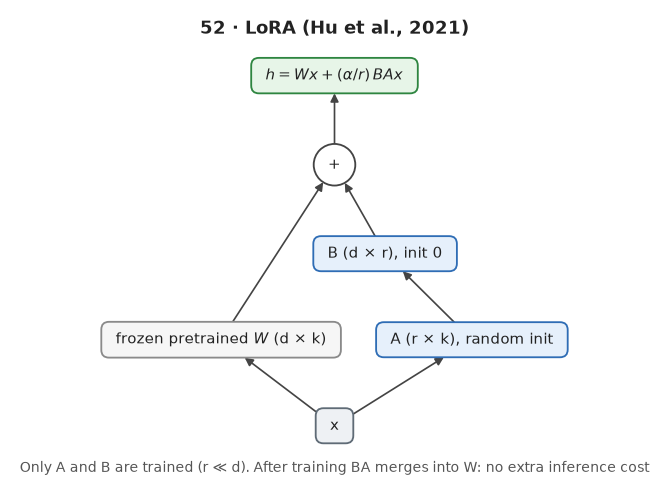 52 · LoRA (Hu et al., 2021)
h = Wx + (α/r) BAx
+
B (d × r), init 0
frozen pretrained W (d × k)
A (r × k), random init
x
Only A and B are trained (r ≪ d). After training BA merges into W: no extra inference cost